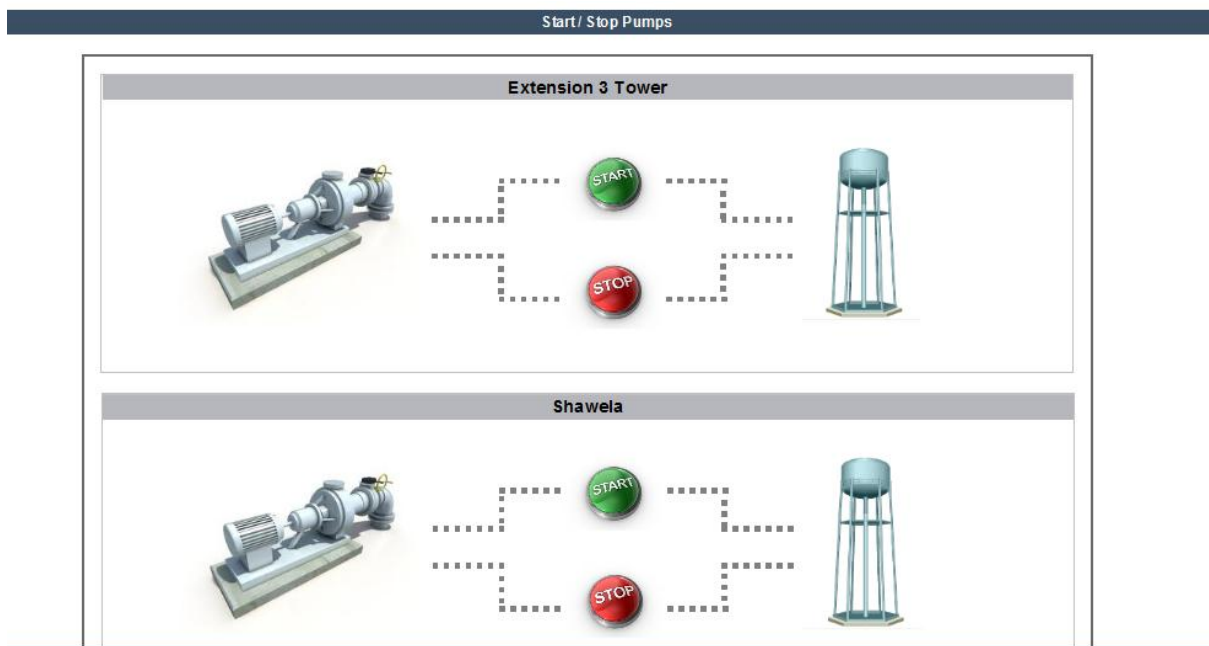 Start / Stop Pumps
Extension 3 Tower
START
STOP
Shawela
START
STOP